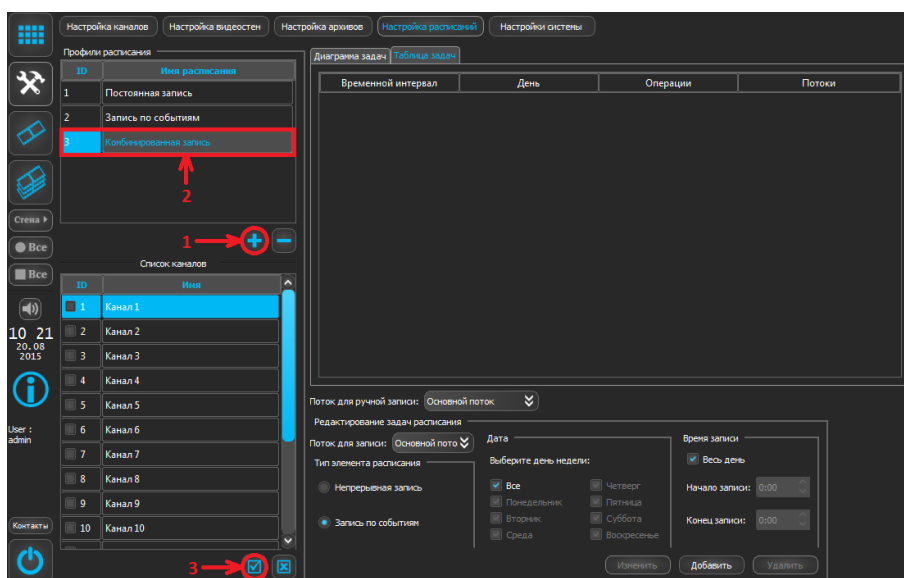 Настройка каналов
Настройка видеостен
Настройка архивов
Настройка расписаний
Настройки системы
Профили расписания
ID Имя расписания
1 Постоянная запись
2 Запись по событиям
3 Комбинированная запись
2
1
Стена
Все
Все
10 21
20.08
2015
User :
admin
Контакты
Список каналов
ID Имя
1 Канал 1
2 Канал 2
3 Канал 3
4 Канал 4
5 Канал 5
6 Канал 6
7 Канал 7
8 Канал 8
9 Канал 9
10 Канал 10
3
Диаграма задач Таблица задач
Временной интервал День Операции Потоки
Поток для ручной записи: Основной поток
Редактирование задач расписания
Поток для записи: Основной пото
Тип элемента расписания
Непрерывная запись
Запись по событиям
Дата
Выберите день недели:
Все Четверг
Понедельник Пятница
Вторник Суббота
Среда Воскресенье
Время записи
Весь день
Начало записи: 0:00
Конец записи: 0:00
Изменить Добавить Удалить